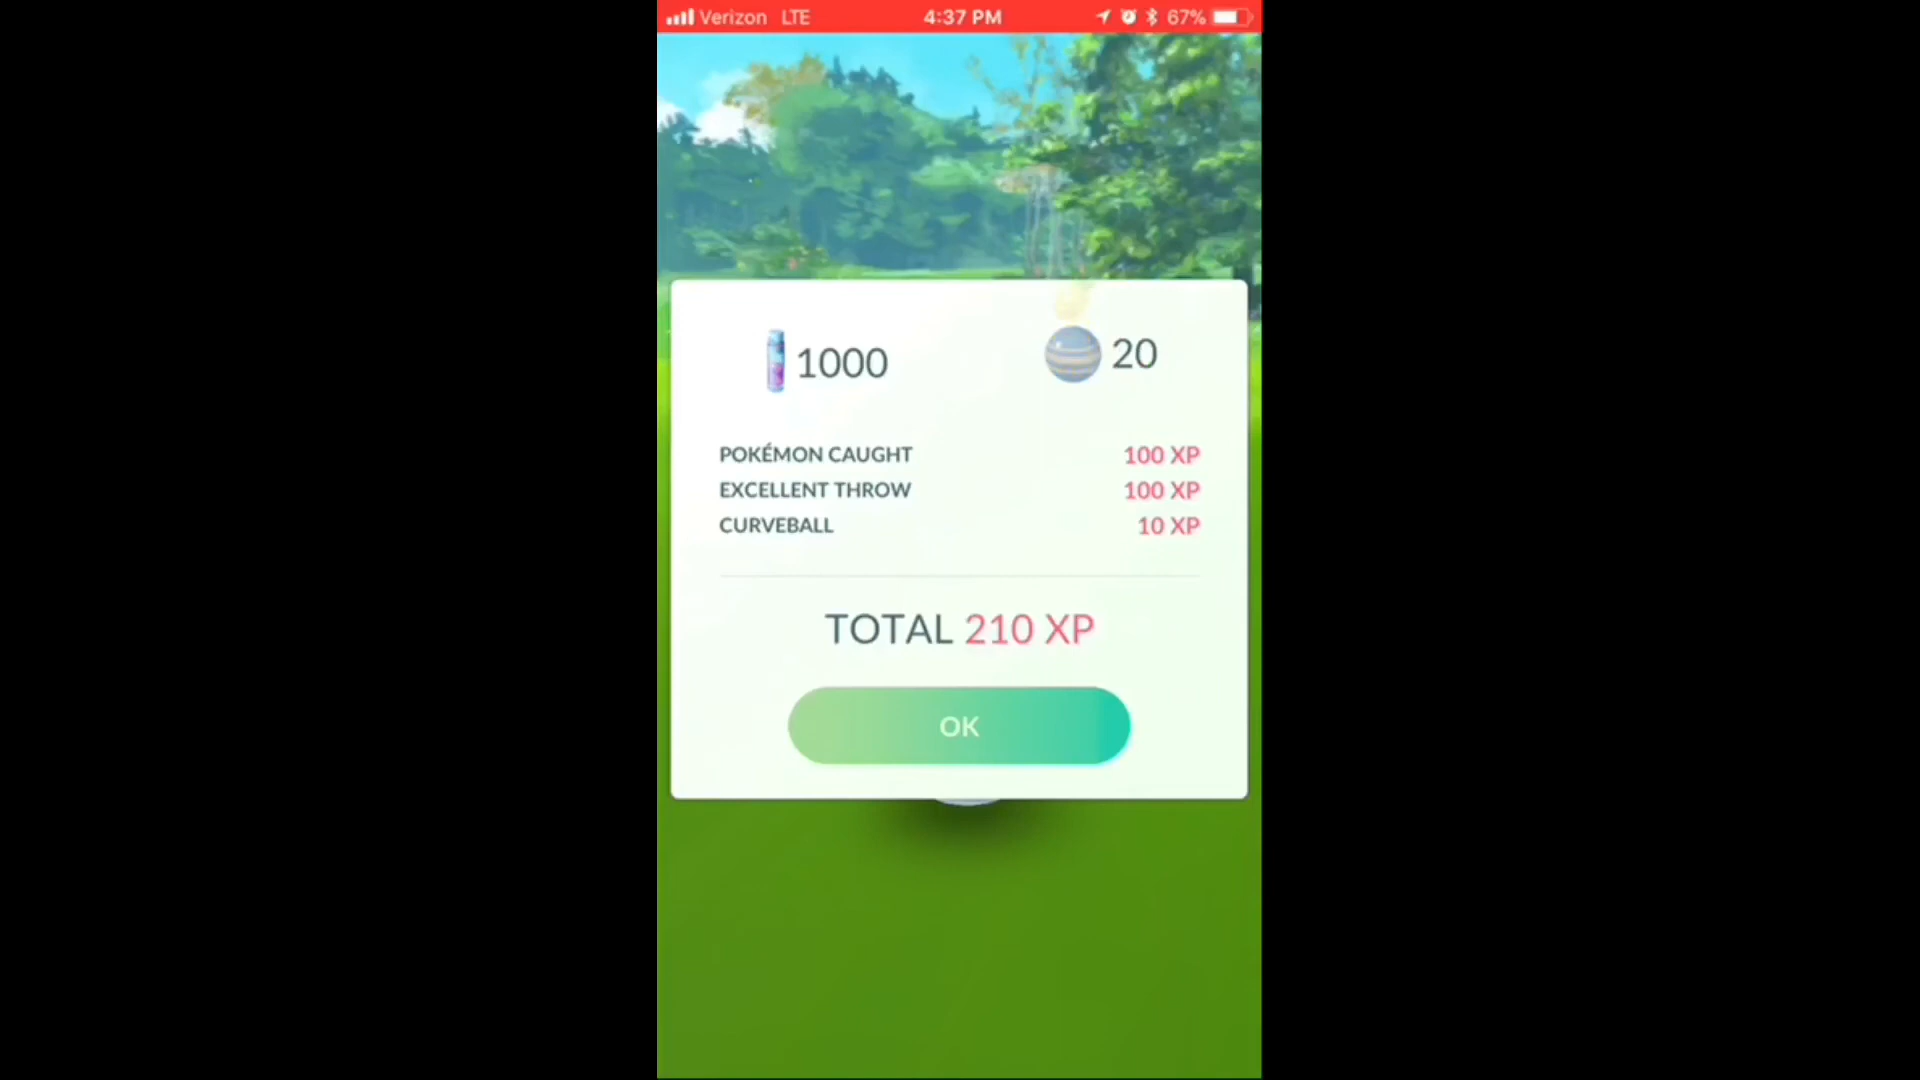 Verizon LTE 4:37 PM 67%
1000 20
POKÉMON CAUGHT 100 XP
EXCELLENT THROW 100 XP
CURVEBALL 10 XP
TOTAL 210 XP
OK